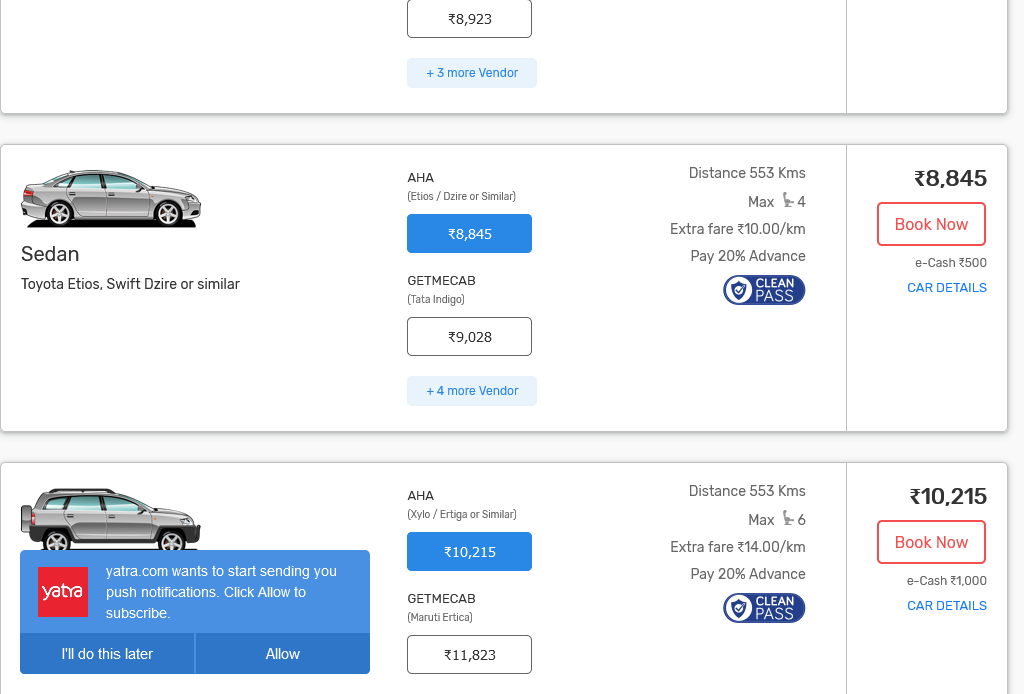 ₹8,923
+ 3 more Vendor
Sedan
Toyota Etios, Swift Dzire or similar
AHA
(Etios / Dzire or Similar)
₹8,845
GETMECAB
(Tata Indigo)
₹9,028
+ 4 more Vendor
Distance 553 Kms
Max 4
Extra fare ₹10.00/km
Pay 20% Advance
CLEAN
PASS
₹8,845
Book Now
e-Cash ₹500
CAR DETAILS
AHA
(Xylo / Ertiga or Similar)
₹10,215
GETMECAB
(Maruti Ertica)
₹11,823
Distance 553 Kms
Max 6
Extra fare ₹14.00/km
Pay 20% Advance
CLEAN
PASS
₹10,215
Book Now
e-Cash ₹1,000
CAR DETAILS
yatra
yatra.com wants to start sending you
push notifications. Click Allow to
subscribe.
I'll do this later
Allow